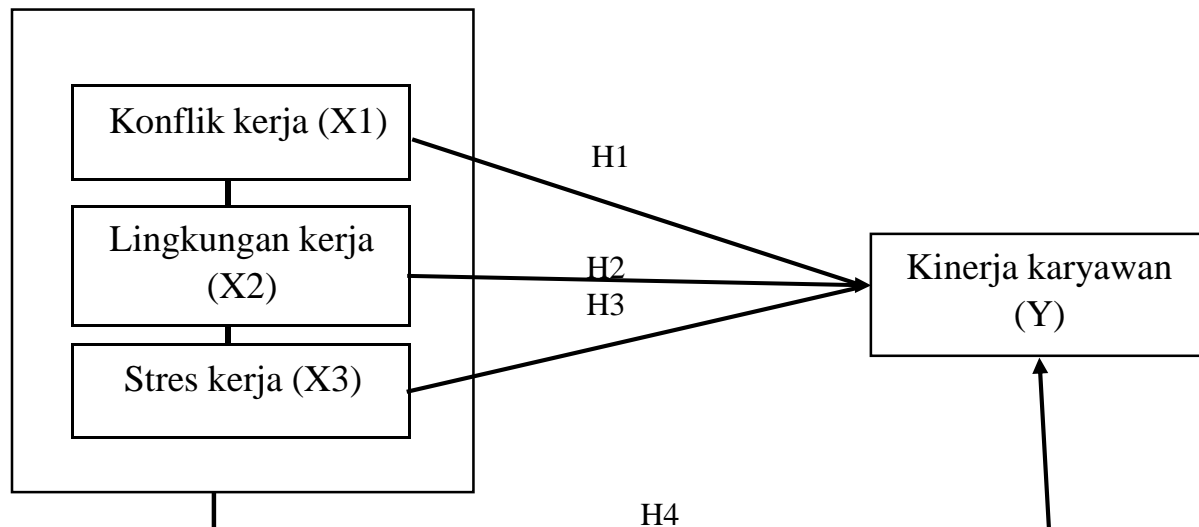 Konflik kerja (X1)
H1
Lingkungan kerja
(X2)
H2
H3
Kinerja karyawan
(Y)
Stres kerja (X3)
H4